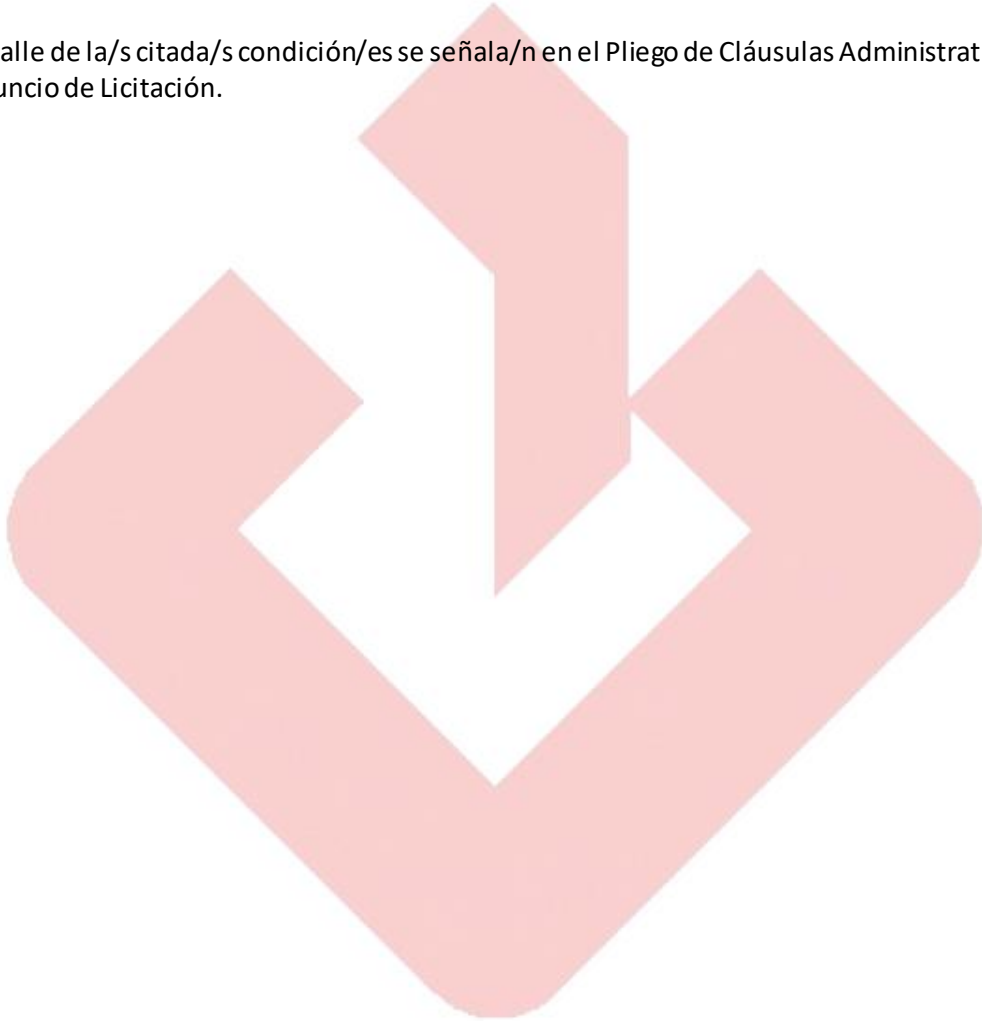 alle de la/s citada/s condición/es se señala/n en el Pliego de Cláusulas Administrat
uncio de Licitación.